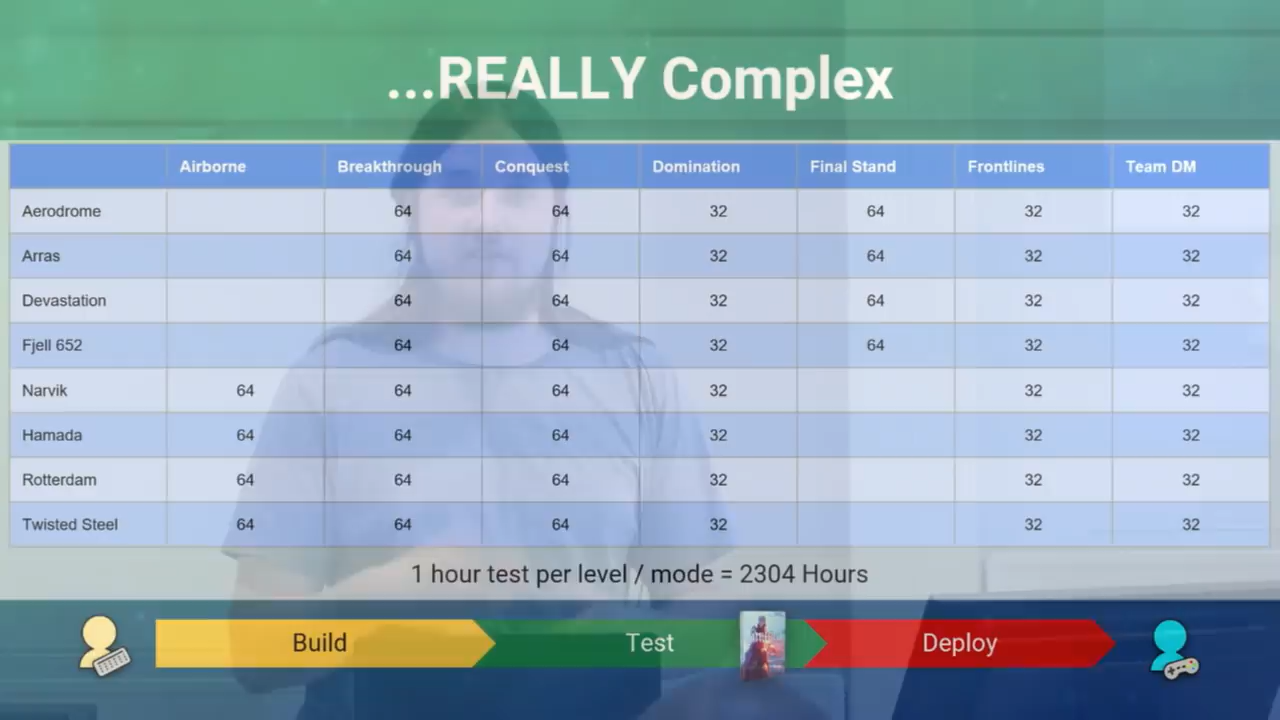 ...REALLY Complex
Airborne Breakthrough Conquest Domination Final Stand Frontlines Team DM
Aerodrome 64 64 32 64 32 32
Arras 64 64 32 64 32 32
Devastation 64 64 32 64 32 32
Fjell 652 64 64 32 64 32 32
Narvik 64 64 64 32 32 32
Hamada 64 64 64 32 32 32
Rotterdam 64 64 64 32 32 32
Twisted Steel 64 64 64 32 32 32
1 hour test per level / mode = 2304 Hours
Build Test Deploy